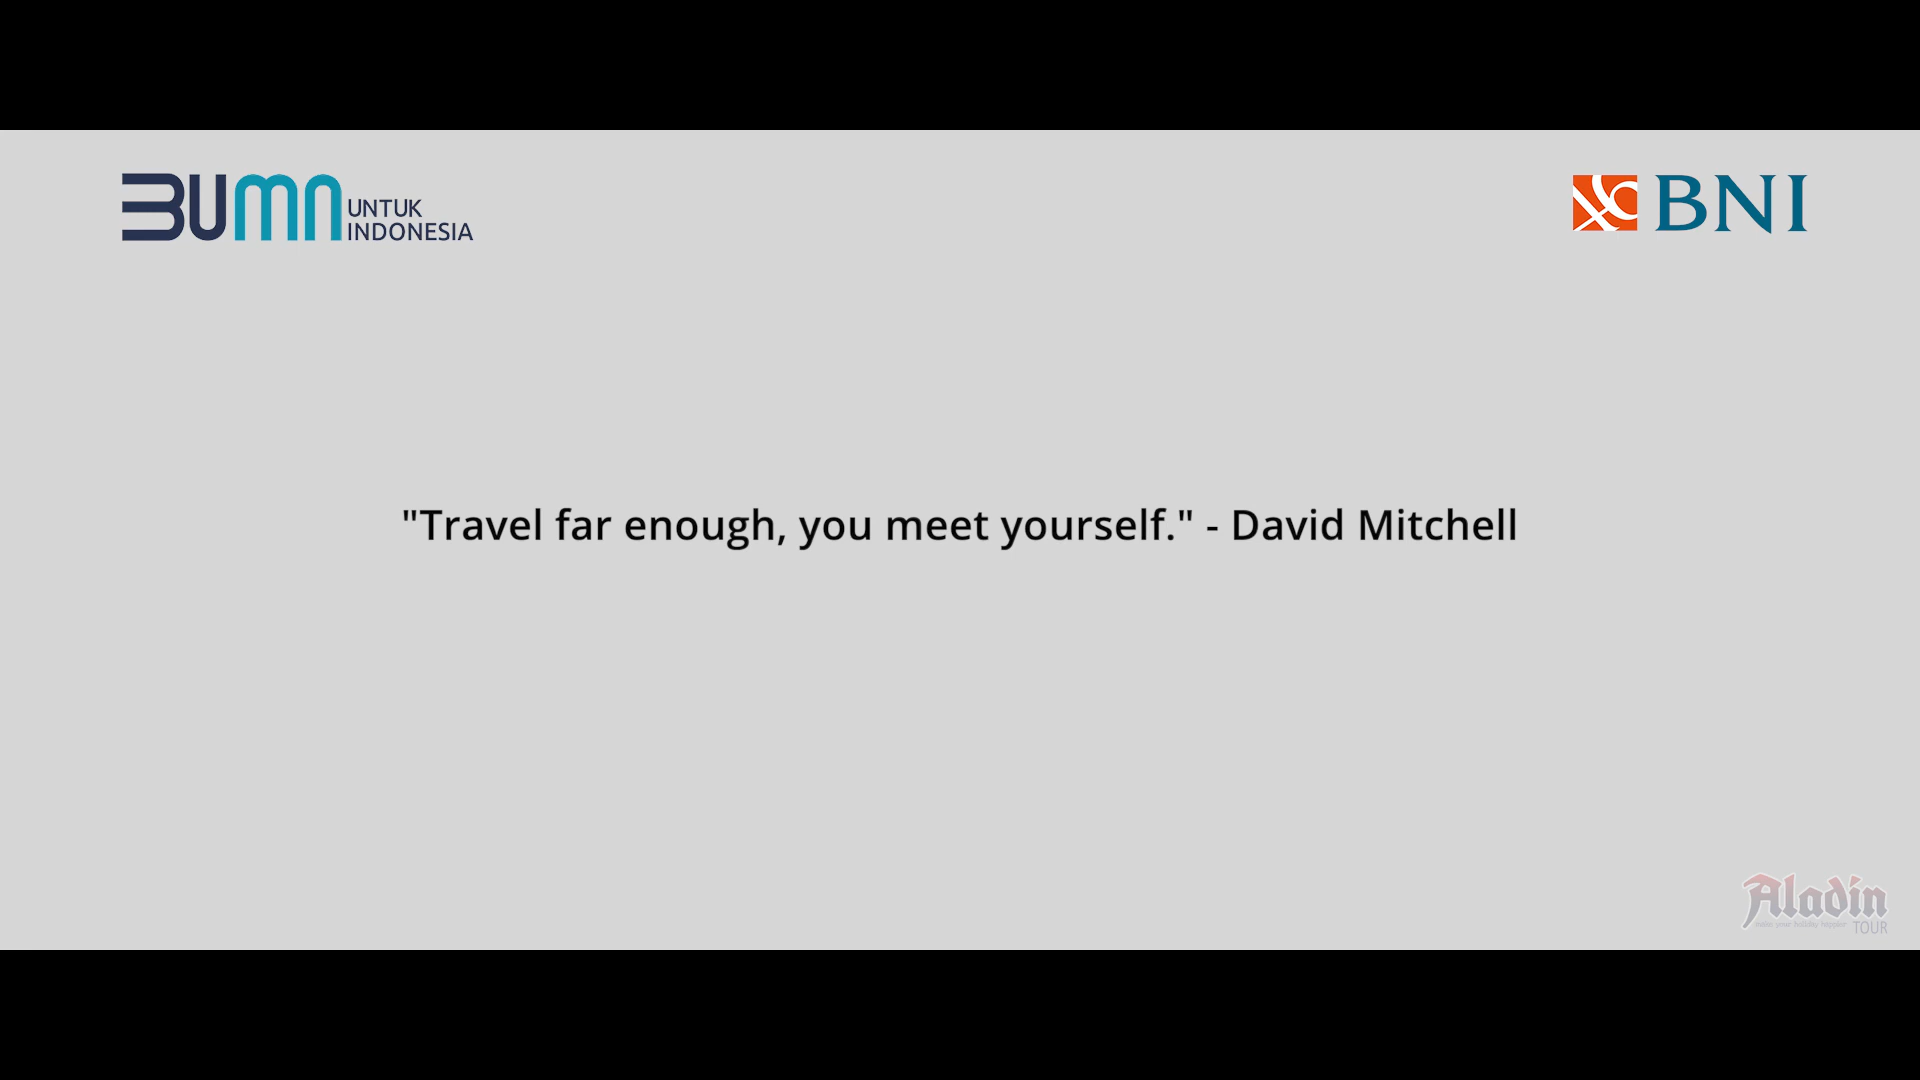 BUMN UNTUK
INDONESIA
BNI
"Travel far enough, you meet yourself." - David Mitchell
Aladin
TOUR